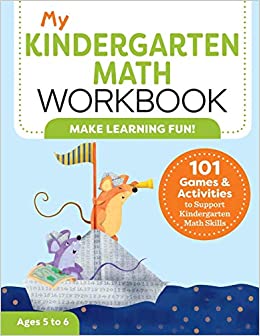 My
KINDERGARTEN
MATH
WORKBOOK
MAKE LEARNING FUN!
101
Games &
Activities
to Support
Kindergarten
Math Skills
Ages 5 to 6